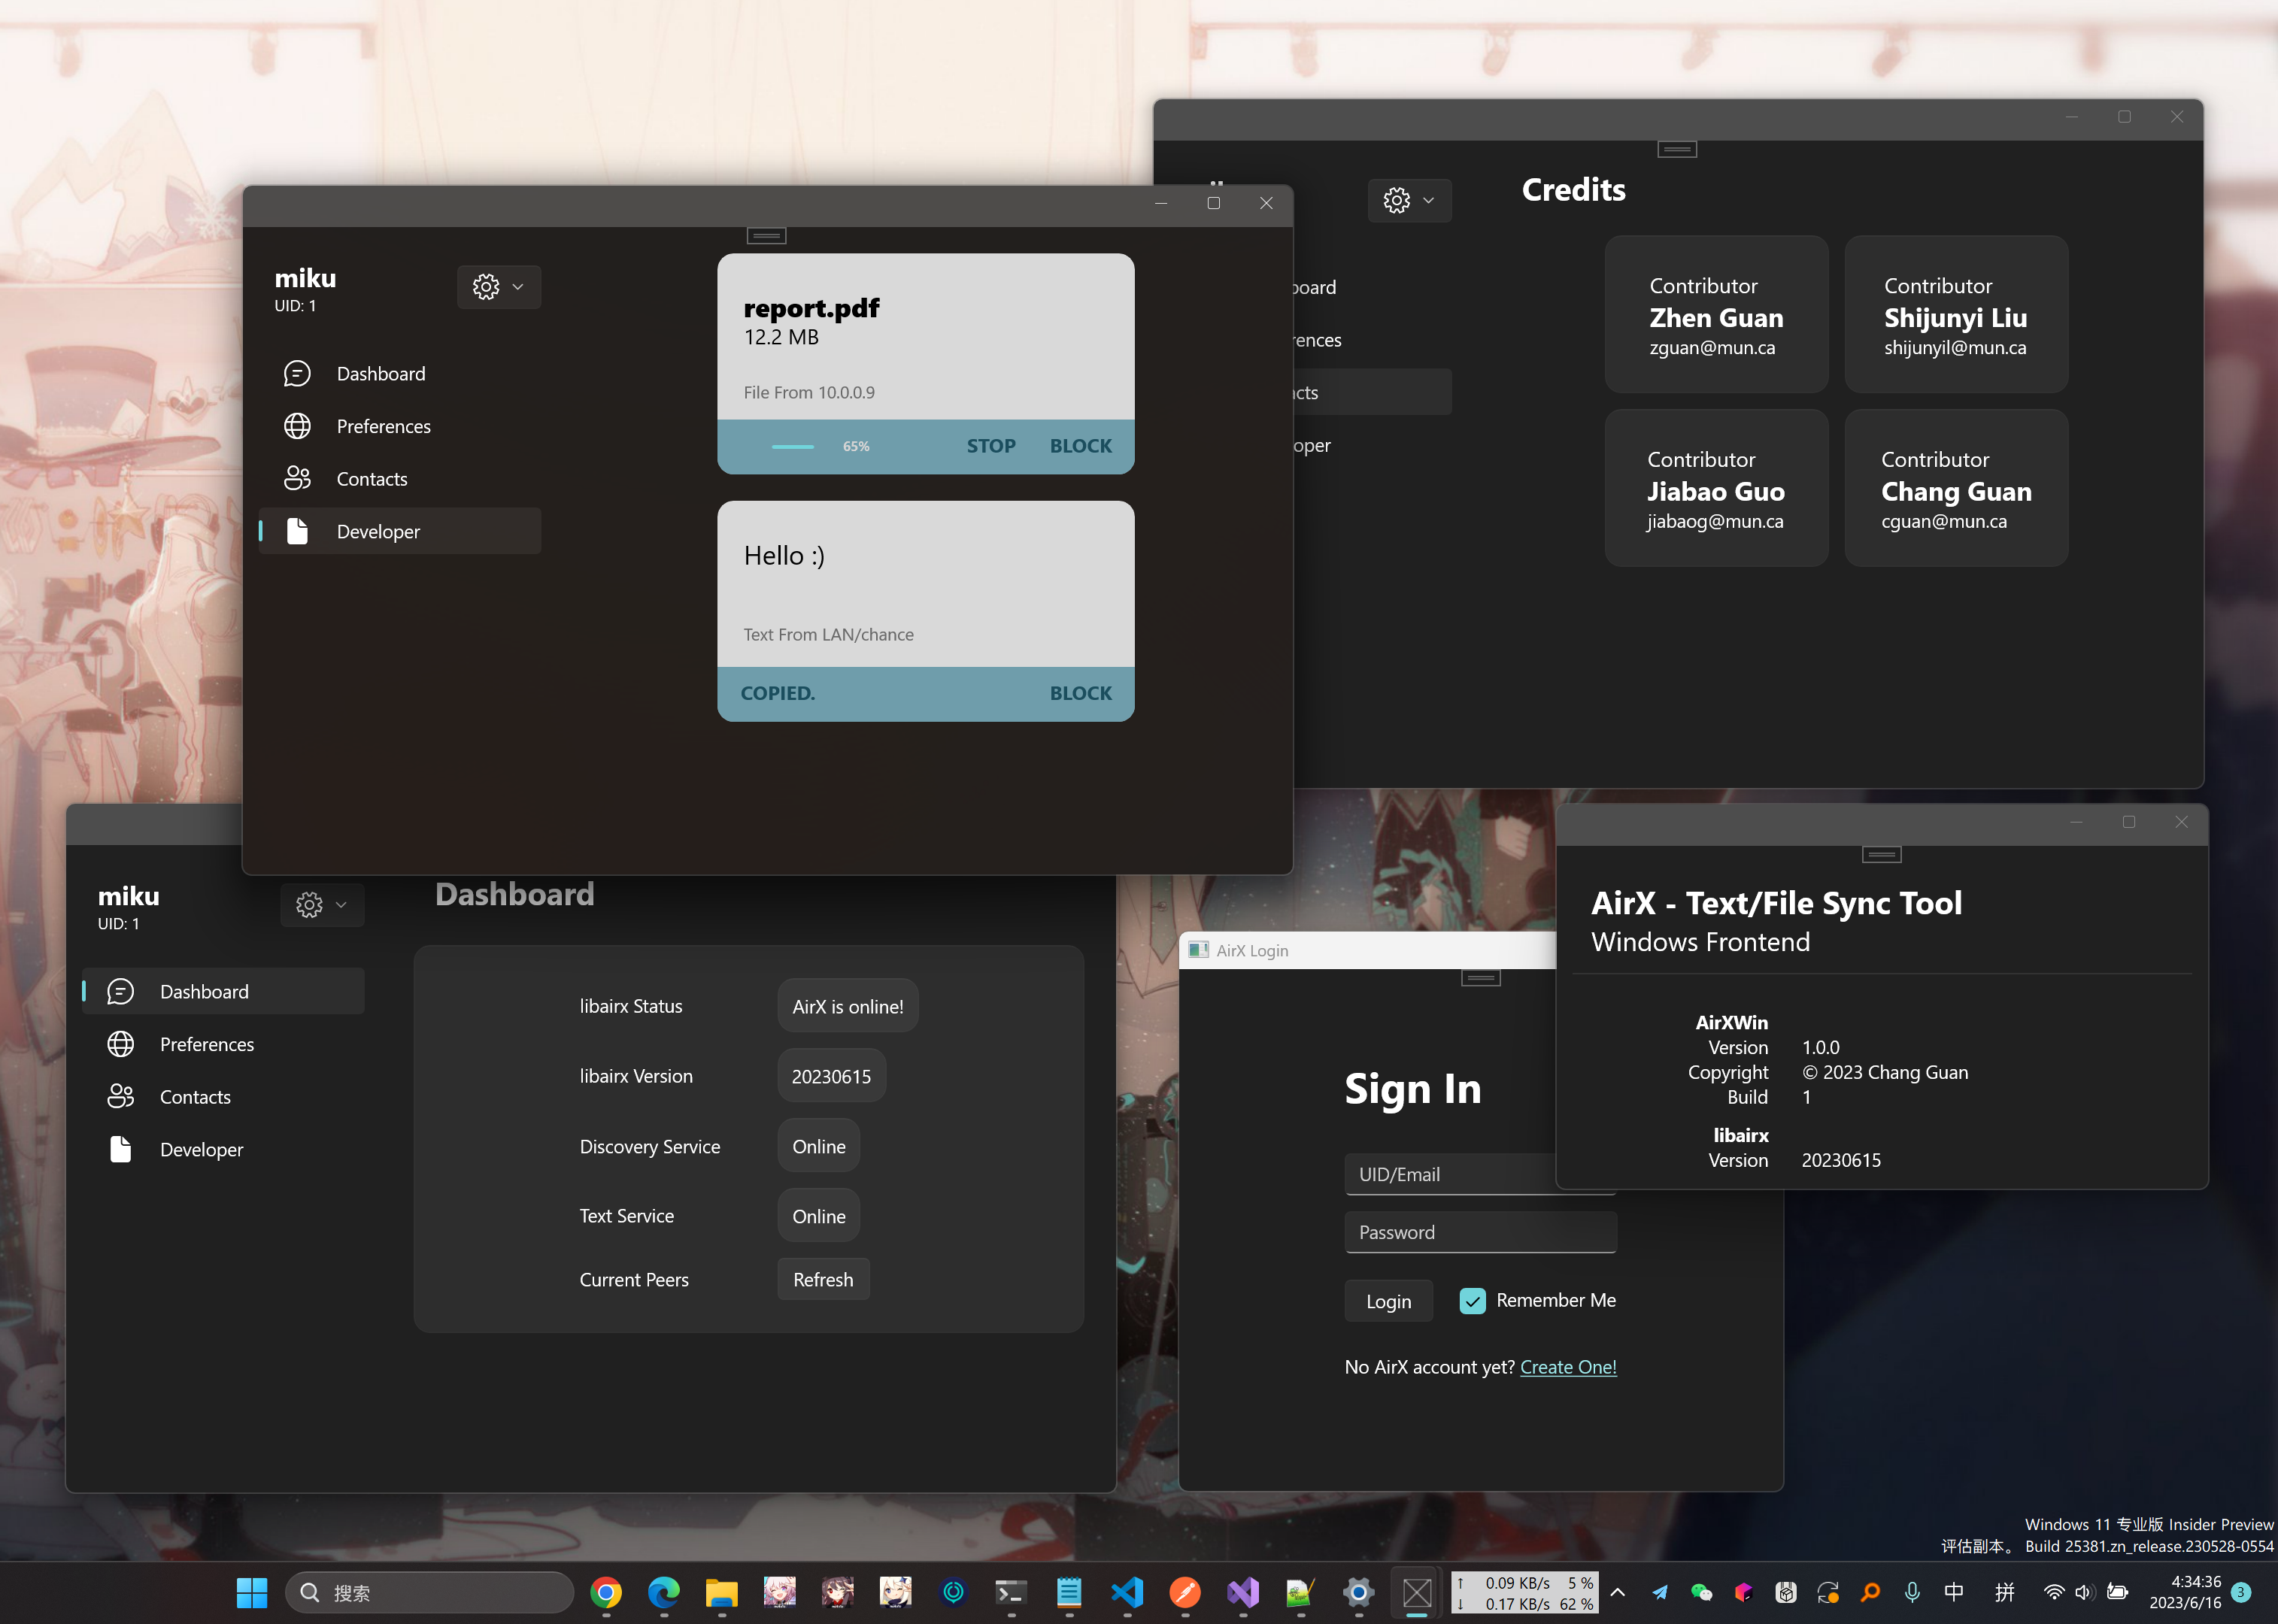 miku
UID: 1
Dashboard
Preferences
Contacts
Developer
report.pdf
12.2 MB
File From 10.0.0.9
65%
STOP
BLOCK
Hello :)
Text From LAN/chance
COPIED.
BLOCK
Credits
Contributor
Zhen Guan
zguan@mun.ca
Contributor
Shijunyi Liu
shijunyil@mun.ca
Contributor
Jiabao Guo
jiabaog@mun.ca
Contributor
Chang Guan
cguan@mun.ca
miku
UID: 1
Dashboard
Preferences
Contacts
Developer
Dashboard
libairx Status
AirX is online!
libairx Version
20230615
Discovery Service
Online
Text Service
Online
Current Peers
Refresh
AirX Login
Sign In
UID/Email
Password
Login
Remember Me
No AirX account yet? Create One!
AirX - Text/File Sync Tool
Windows Frontend
AirXWin
Version 1.0.0
Copyright © 2023 Chang Guan
Build 1
libairx
Version 20230615
Windows 11 专业版 Insider Preview
评估副本。 Build 25381.zn_release.230528-0554
搜索
↑ 0.09 KB/s 5 %
↓ 0.17 KB/s 62 %
中
拼
4:34:36
2023/6/16
3